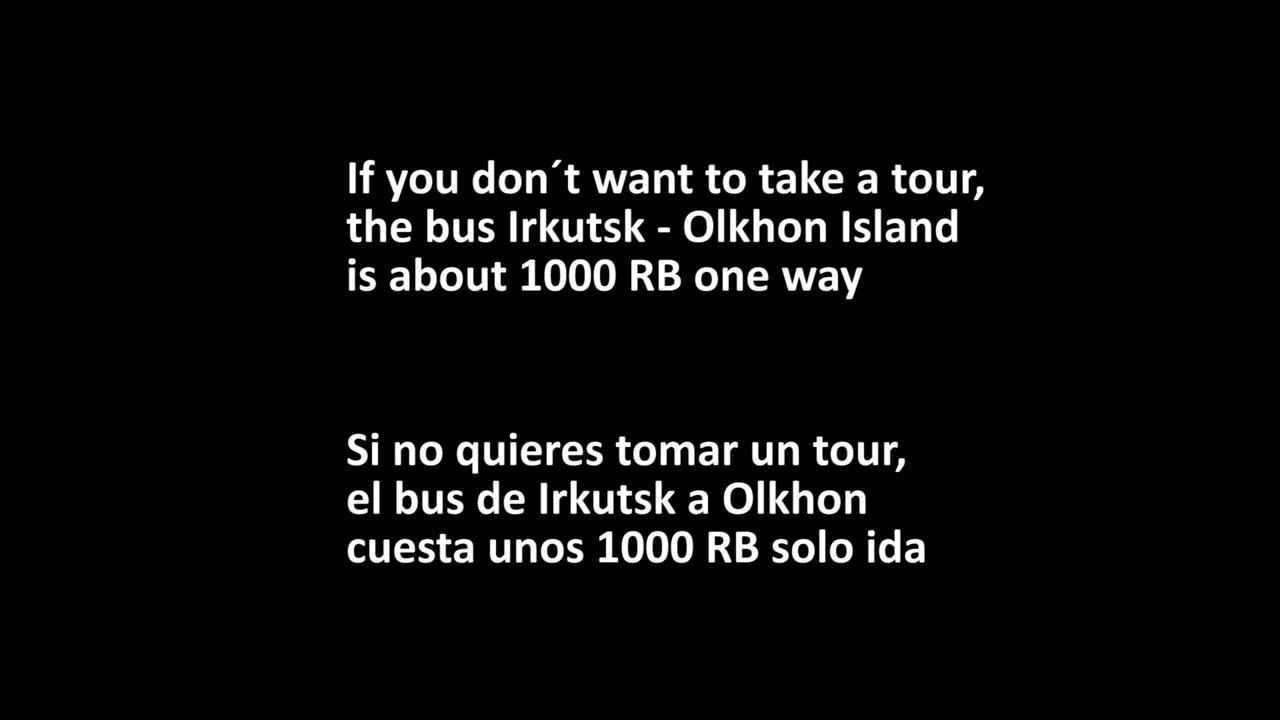 If you don´t want to take a tour,
the bus Irkutsk - Olkhon Island
is about 1000 RB one way
Si no quieres tomar un tour,
el bus de Irkutsk a Olkhon
cuesta unos 1000 RB solo ida